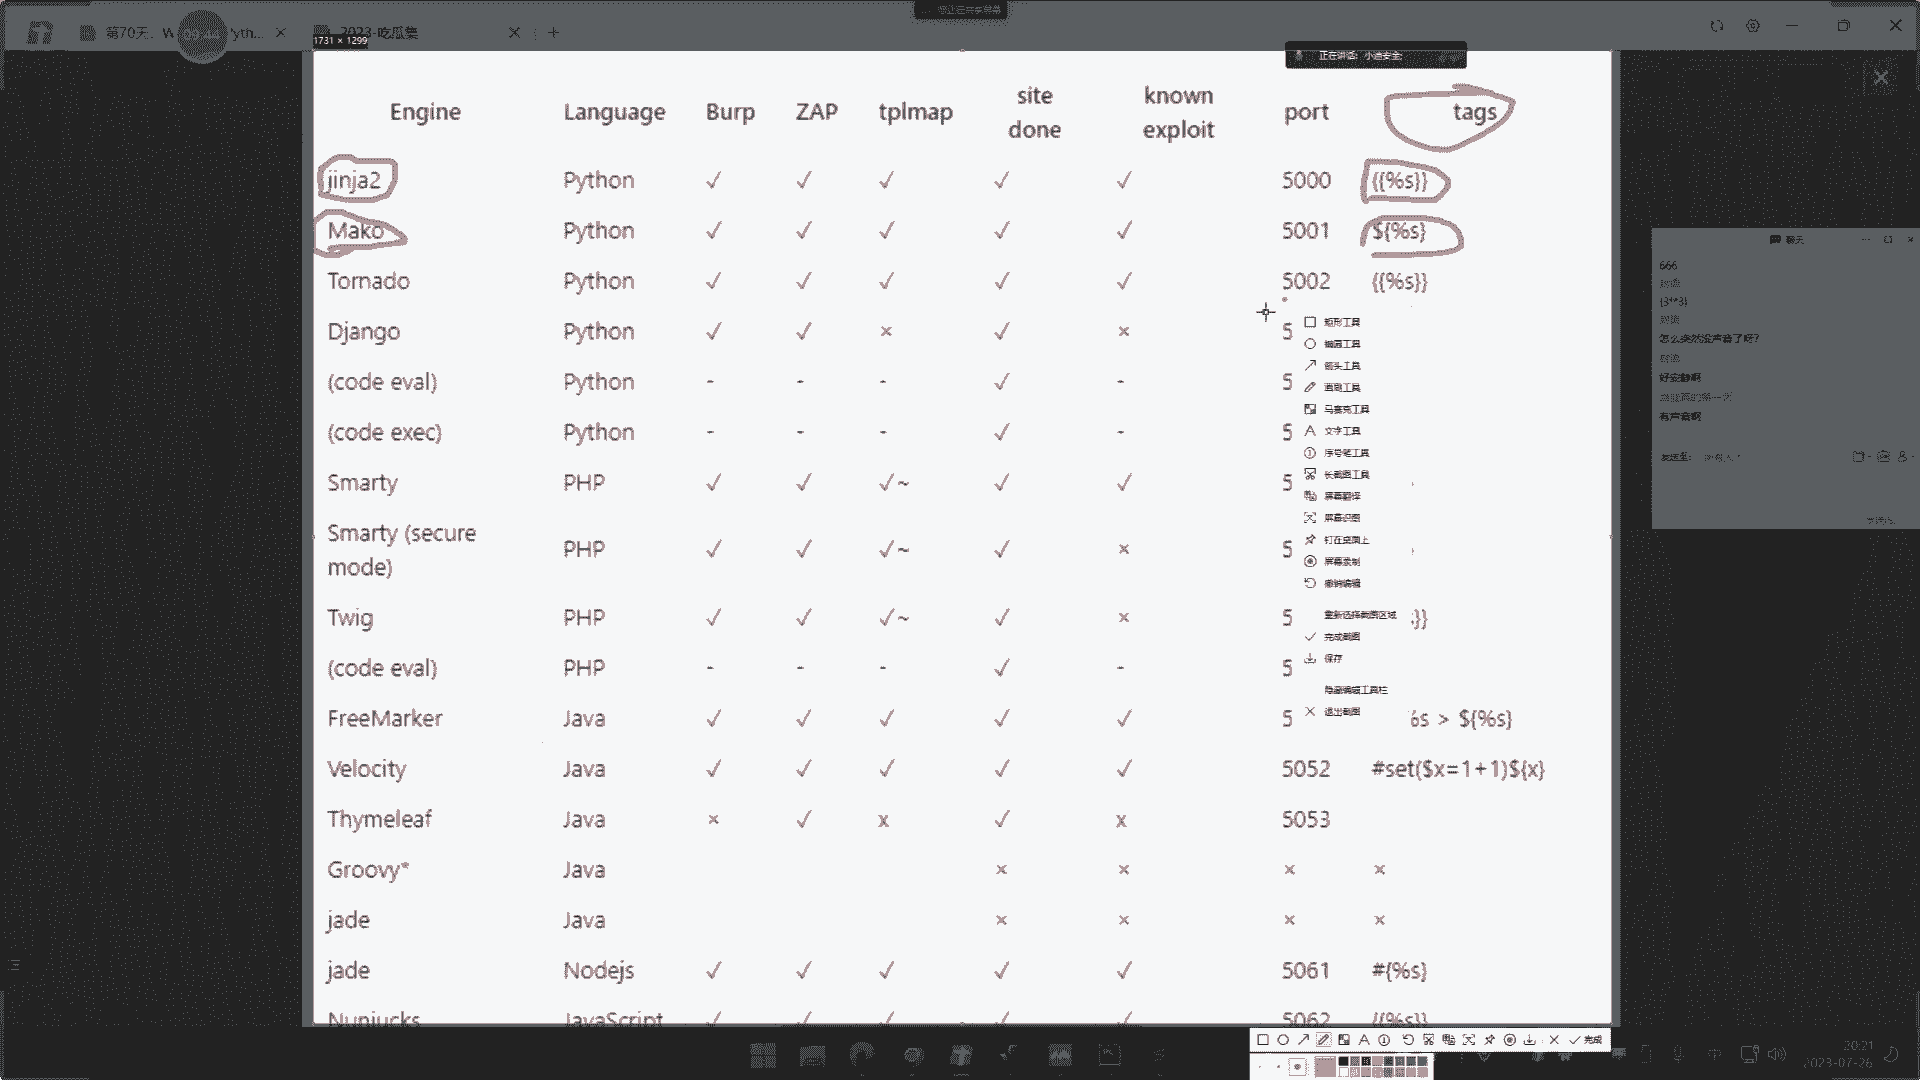 第70天
yth...
2023-吃瓜集
1731 × 1299
正在讲话: 小迪安全;
Engine Language Burp ZAP tplmap site done known exploit port tags
jinja2 Python ✓ ✓ ✓ ✓ ✓ 5000 {{%s}}
Mako Python ✓ ✓ ✓ ✓ ✓ 5001 ${%s}
Tornado Python ✓ ✓ ✓ ✓ ✓ 5002 {{%s}}
Django Python ✓ ✓ × ✓ × 5
(code eval) Python - - - ✓ - 5
(code exec) Python - - - ✓ - 5
Smarty PHP ✓ ✓ ✓~ ✓ ✓ 5
Smarty (secure mode) PHP ✓ ✓ ✓~ ✓ × 5
Twig PHP ✓ ✓ ✓~ ✓ × 5 }}
(code eval) PHP - - - ✓ - 5
FreeMarker Java ✓ ✓ ✓ ✓ ✓ 5 %s > ${%s}
Velocity Java ✓ ✓ ✓ ✓ ✓ 5052 #set($x=1+1)${x}
Thymeleaf Java × ✓ x ✓ x 5053
Groovy* Java × × × ×
jade Java × × × ×
jade Nodejs ✓ ✓ ✓ ✓ ✓ 5061 #{%s}
Nunjucks JavaScript ✓ ✓ ✓ ✓ ✓ 5062 {{%s}}
矩形工具
椭圆工具
箭头工具
画刷工具
马赛克工具
文字工具
序号笔工具
长截图工具
屏幕翻译
屏幕识图
钉在桌面上
屏幕录制
撤销编辑
重新选择截图区域
完成截图
保存
隐藏编辑工具栏
退出截图
聊天
666
{3**3}
怎么突然没声音了呀?
好安静啊
有声音啊
发送至:
完成
中
20:21
2023-07-26